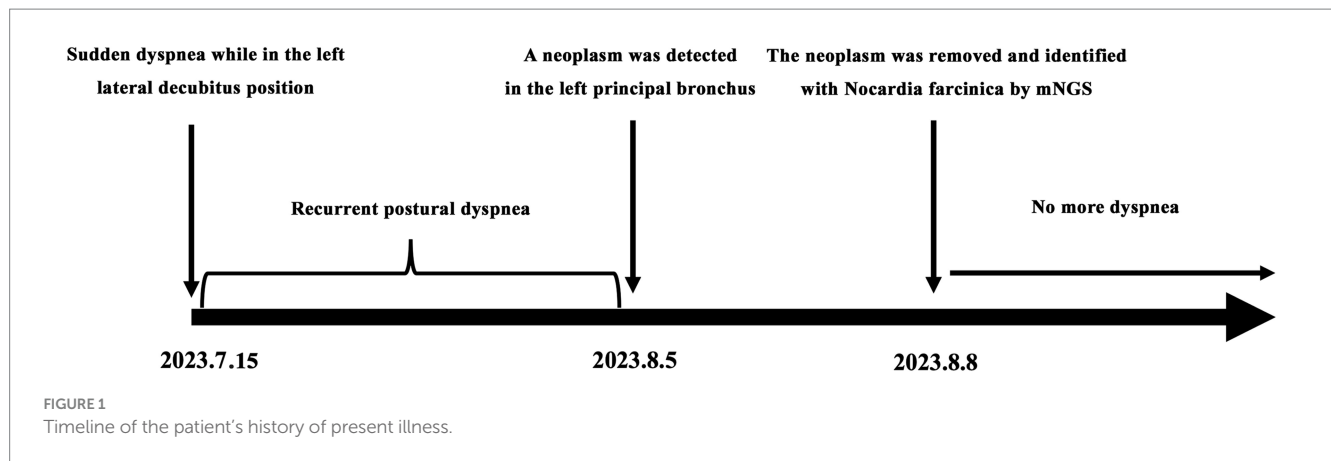 Sudden dyspnea while in the left
lateral decubitus position
A neoplasm was detected
in the left principal bronchus
The neoplasm was removed and identified
with Nocardia farcinica by mNGS
Recurrent postural dyspnea
No more dyspnea
2023.7.15
2023.8.5
2023.8.8
FIGURE 1
Timeline of the patient's history of present illness.